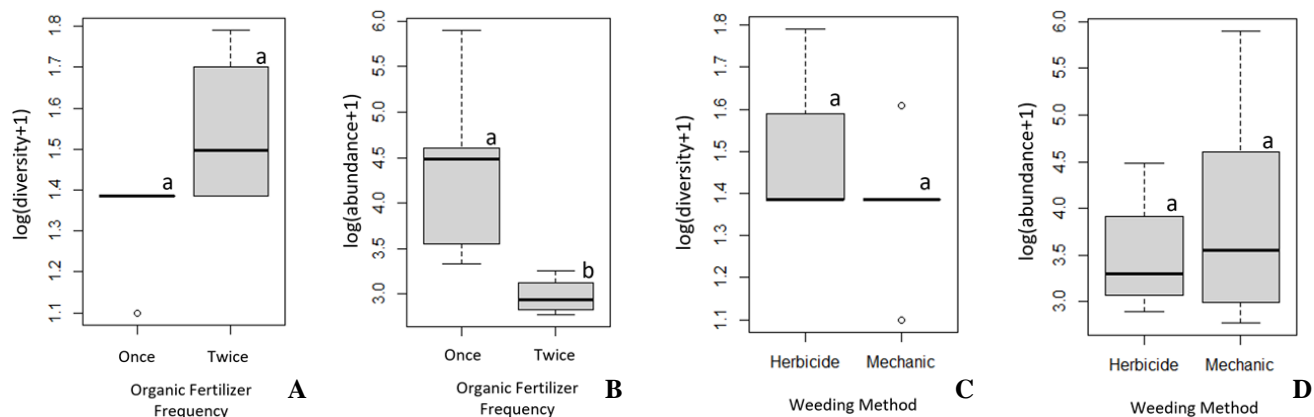 log(diversity+1)
1.8
1.7
1.6
1.5
1.4
1.3
1.2
1.1
a
a
Once
Twice
Organic Fertilizer
Frequency
A
log(abundance+1)
6.0
5.5
5.0
4.5
4.0
3.5
3.0
a
b
Once
Twice
Organic Fertilizer
Frequency
B
log(diversity+1)
1.8
1.7
1.6
1.5
1.4
1.3
1.2
1.1
a
a
Herbicide
Mechanic
Weeding Method
C
log(abundance+1)
6.0
5.5
5.0
4.5
4.0
3.5
3.0
a
a
Herbicide
Mechanic
Weeding Method
D